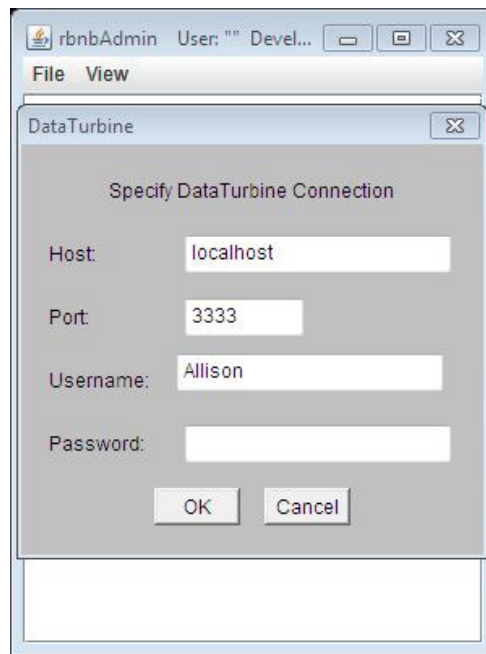 rbnbAdmin User: "" Devel...
File View
DataTurbine
Specify DataTurbine Connection
Host: localhost
Port: 3333
Username: Allison
Password:
OK Cancel